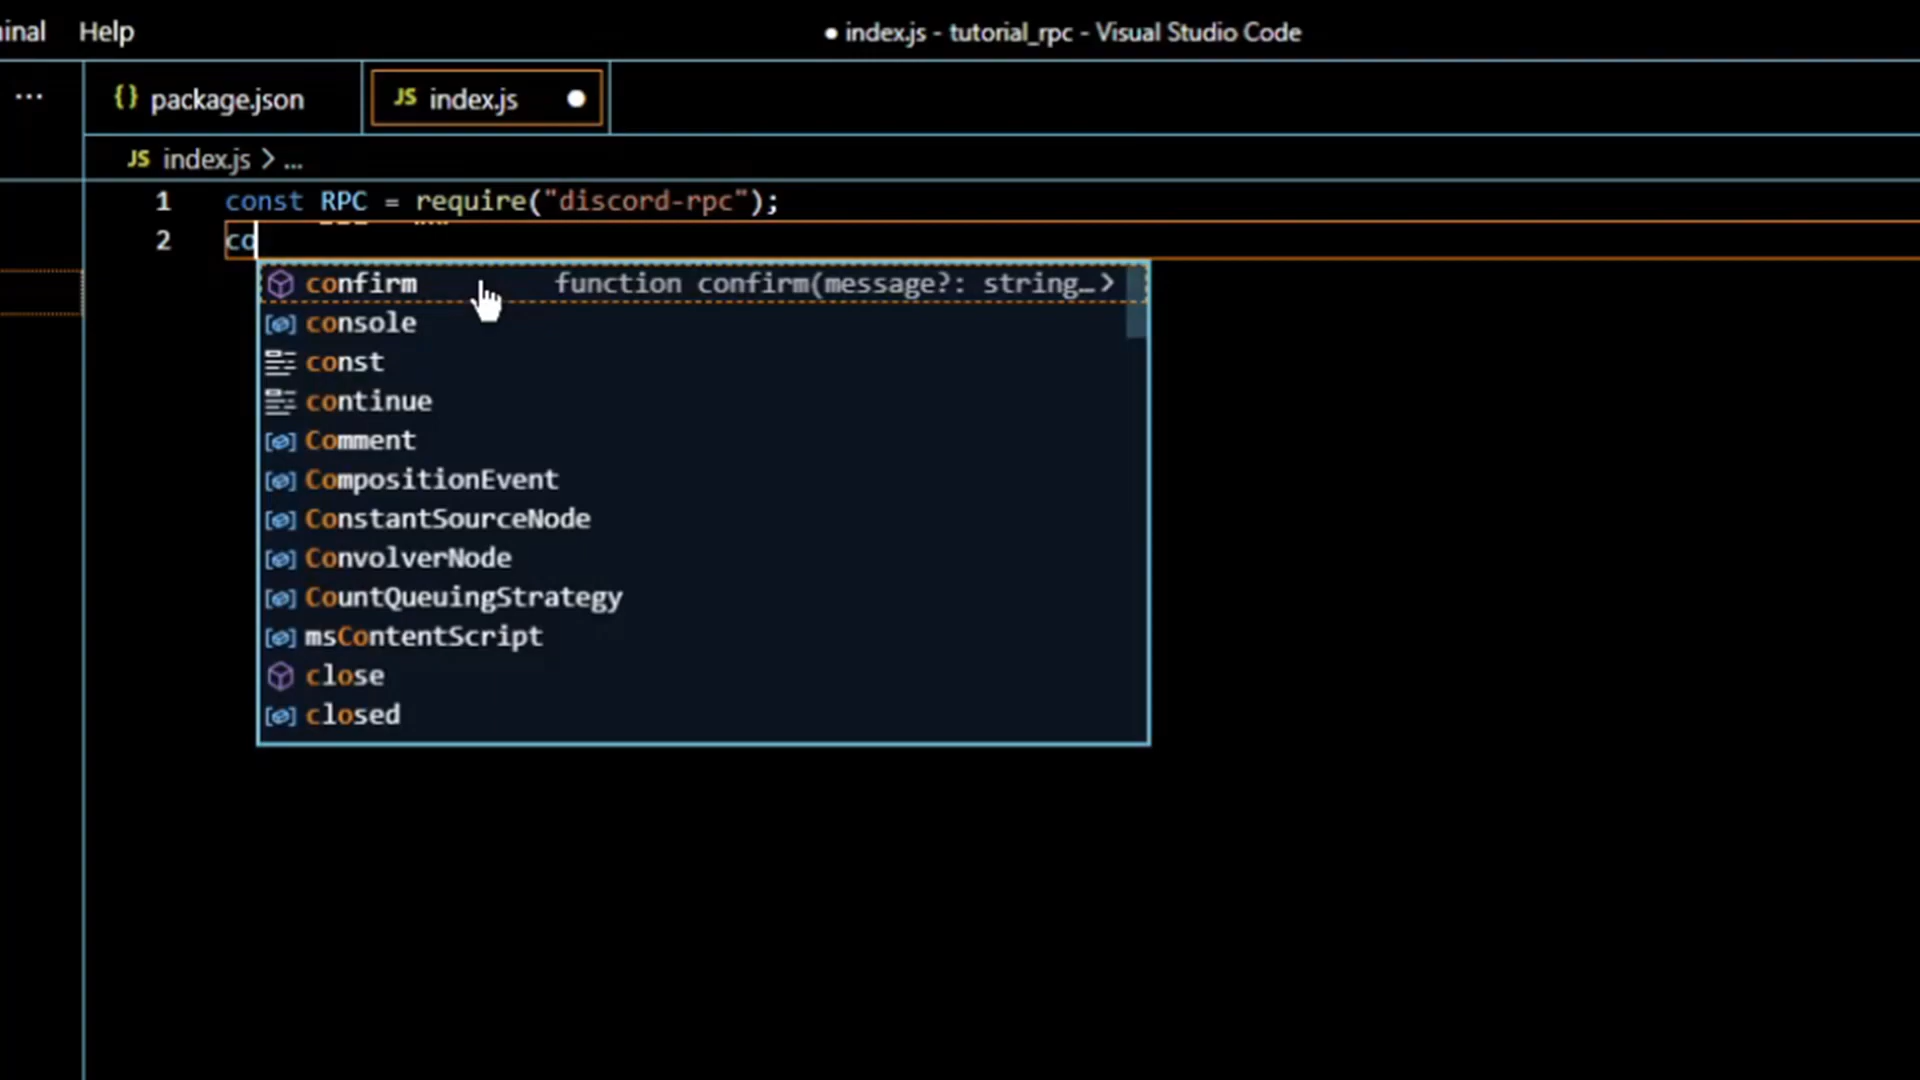 inal Help
● index.js - tutorial_rpc - Visual Studio Code
... {} package.json JS index.js ●
JS index.js > ...
1 const RPC = require("discord-rpc");
2 co
confirm function confirm(message?: string…>
console
const
continue
Comment
CompositionEvent
ConstantSourceNode
ConvolverNode
CountQueuingStrategy
msContentScript
close
closed